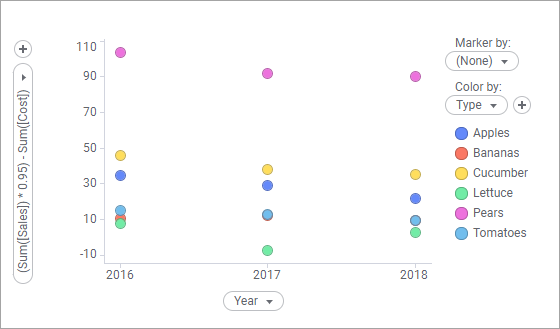 (Sum([Sales]) * 0.95) - Sum([Cost])
110
90
70
50
30
10
-10
2016
2017
2018
Year
Marker by:
(None)
Color by:
Type
Apples
Bananas
Cucumber
Lettuce
Pears
Tomatoes